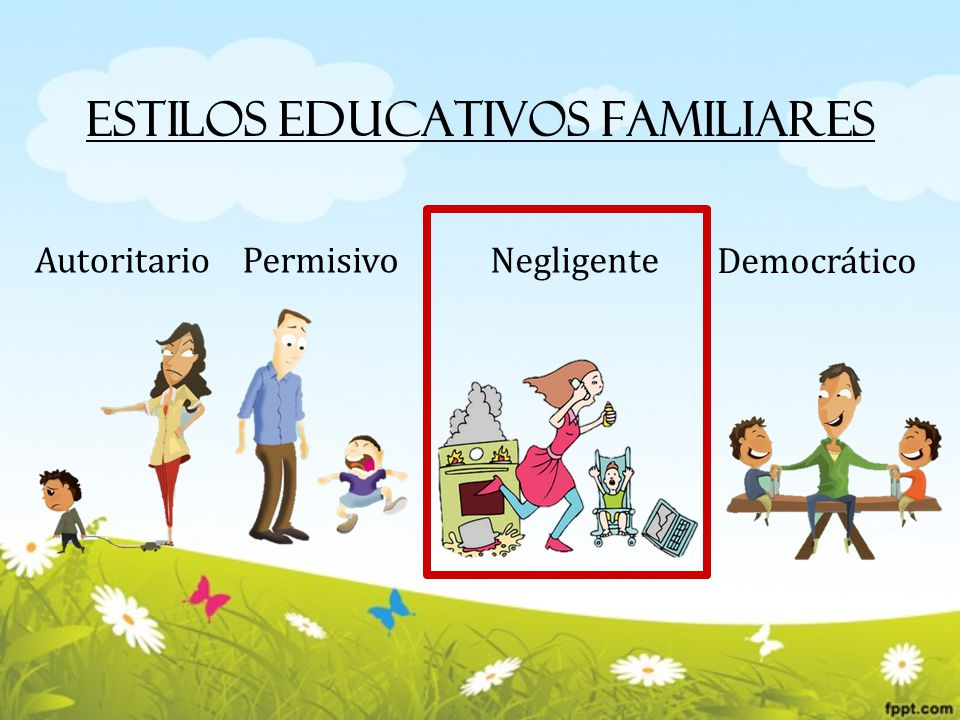 ESTILOS EDUCATIVOS FAMILIARES
Autoritario Permisivo Negligente Democrático
fppt.com